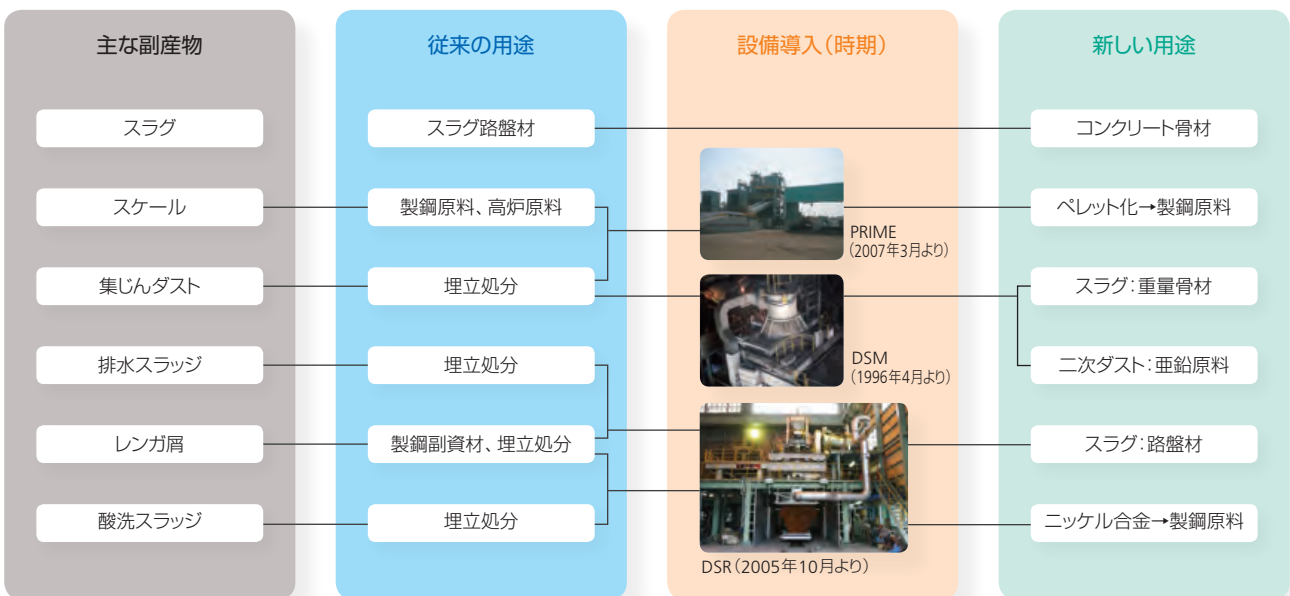 主な副産物
従来の用途
設備導入（時期）
新しい用途
スラグ
スラグ路盤材
コンクリート骨材
スケール
製鋼原料、高炉原料
PRIME
（2007年3月より）
ペレット化→製鋼原料
集じんダスト
埋立処分
DSM
（1996年4月より）
スラグ：重量骨材
排水スラッジ
埋立処分
二次ダスト：亜鉛原料
レンガ屑
製鋼副資材、埋立処分
スラグ：路盤材
酸洗スラッジ
埋立処分
ニッケル合金→製鋼原料
DSR（2005年10月より）